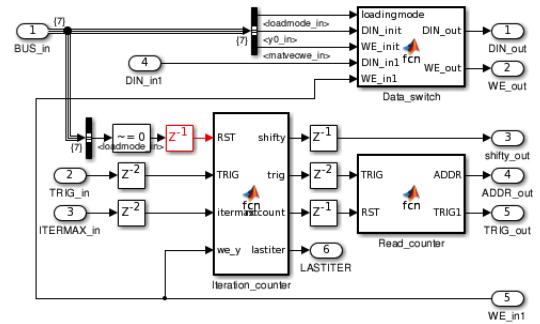 {7}
1
BUS_in
<loadmode_in>
{7}
<y0_in>
<matvecwe_in>
4
DIN_in1
loadingmode
DIN_init
WE_init
DIN_in1
WE_in1
fcn
DIN_out
WE_out
Data_switch
1
DIN_out
2
WE_out
{7}
~= 0
<loadmode_in>
Z-1
2
TRIG_in
Z-2
3
ITERMAX_in
Z-2
RST
TRIG
we_y
fcn
shifty
trig
lastiter
Iteration_counter
Z-1
Z-2
Z-1
TRIG
RST
fcn
ADDR
TRIG1
Read_counter
3
shifty_out
4
ADDR_out
5
TRIG_out
6
LASTITER
5
WE_in1